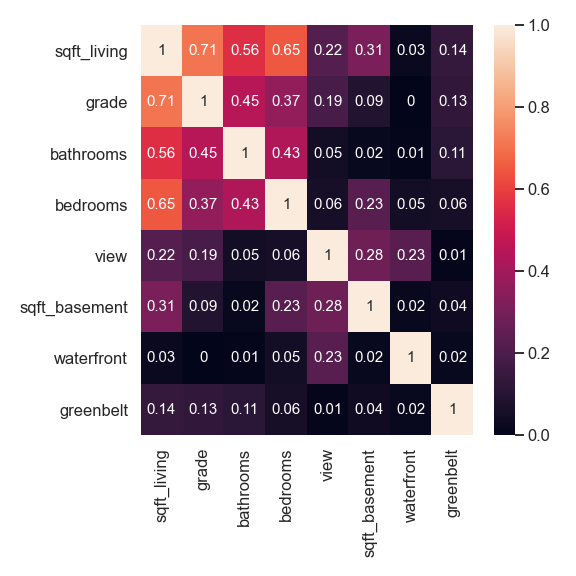 sqft_living 1 0.71 0.56 0.65 0.22 0.31 0.03 0.14
grade 0.71 1 0.45 0.37 0.19 0.09 0 0.13
bathrooms 0.56 0.45 1 0.43 0.05 0.02 0.01 0.11
bedrooms 0.65 0.37 0.43 1 0.06 0.23 0.05 0.06
view 0.22 0.19 0.05 0.06 1 0.28 0.23 0.01
sqft_basement 0.31 0.09 0.02 0.23 0.28 1 0.02 0.04
waterfront 0.03 0 0.01 0.05 0.23 0.02 1 0.02
greenbelt 0.14 0.13 0.11 0.06 0.01 0.04 0.02 1
sqft_living
grade
bathrooms
bedrooms
view
sqft_basement
waterfront
greenbelt
1.0
0.8
0.6
0.4
0.2
0.0